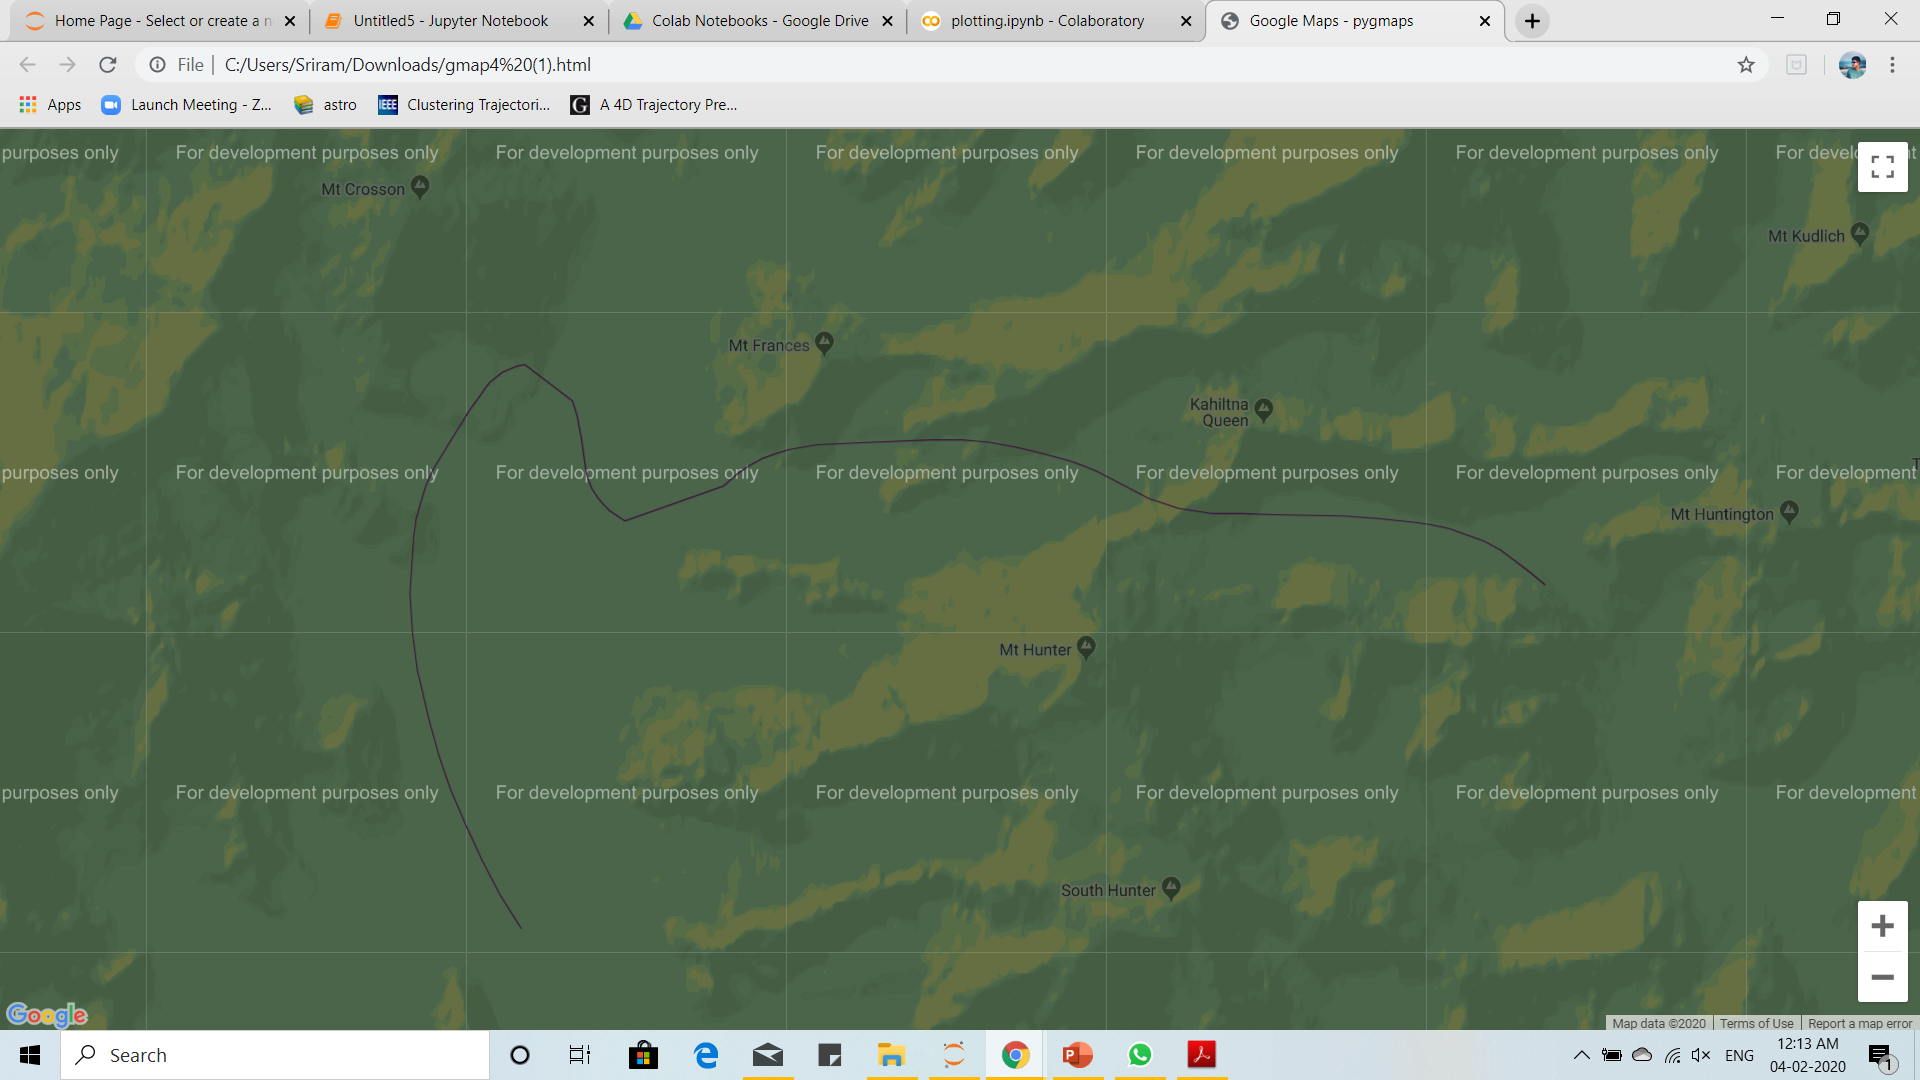 Home Page - Select or create a n
Untitled5 - Jupyter Notebook
Colab Notebooks - Google Drive
plotting.ipynb - Colaboratory
Google Maps - pygmaps
File
C:/Users/Sriram/Downloads/gmap4%20(1).html
Apps
Launch Meeting - Z...
astro
IEEE
Clustering Trajectori...
G
A 4D Trajectory Pre...
purposes only
For development purposes only
For development purposes only
For development purposes only
For development purposes only
For development purposes only
For devel
Mt Crosson
Mt Kudlich
Mt Frances
Kahiltna
Queen
purposes only
For development purposes only
For development purposes only
For development purposes only
For development purposes only
For development purposes only
For development
Mt Huntington
Mt Hunter
purposes only
For development purposes only
For development purposes only
For development purposes only
For development purposes only
For development purposes only
For development
South Hunter
Google
Map data ©2020
Terms of Use
Report a map error
Search
ENG
12:13 AM
04-02-2020
1